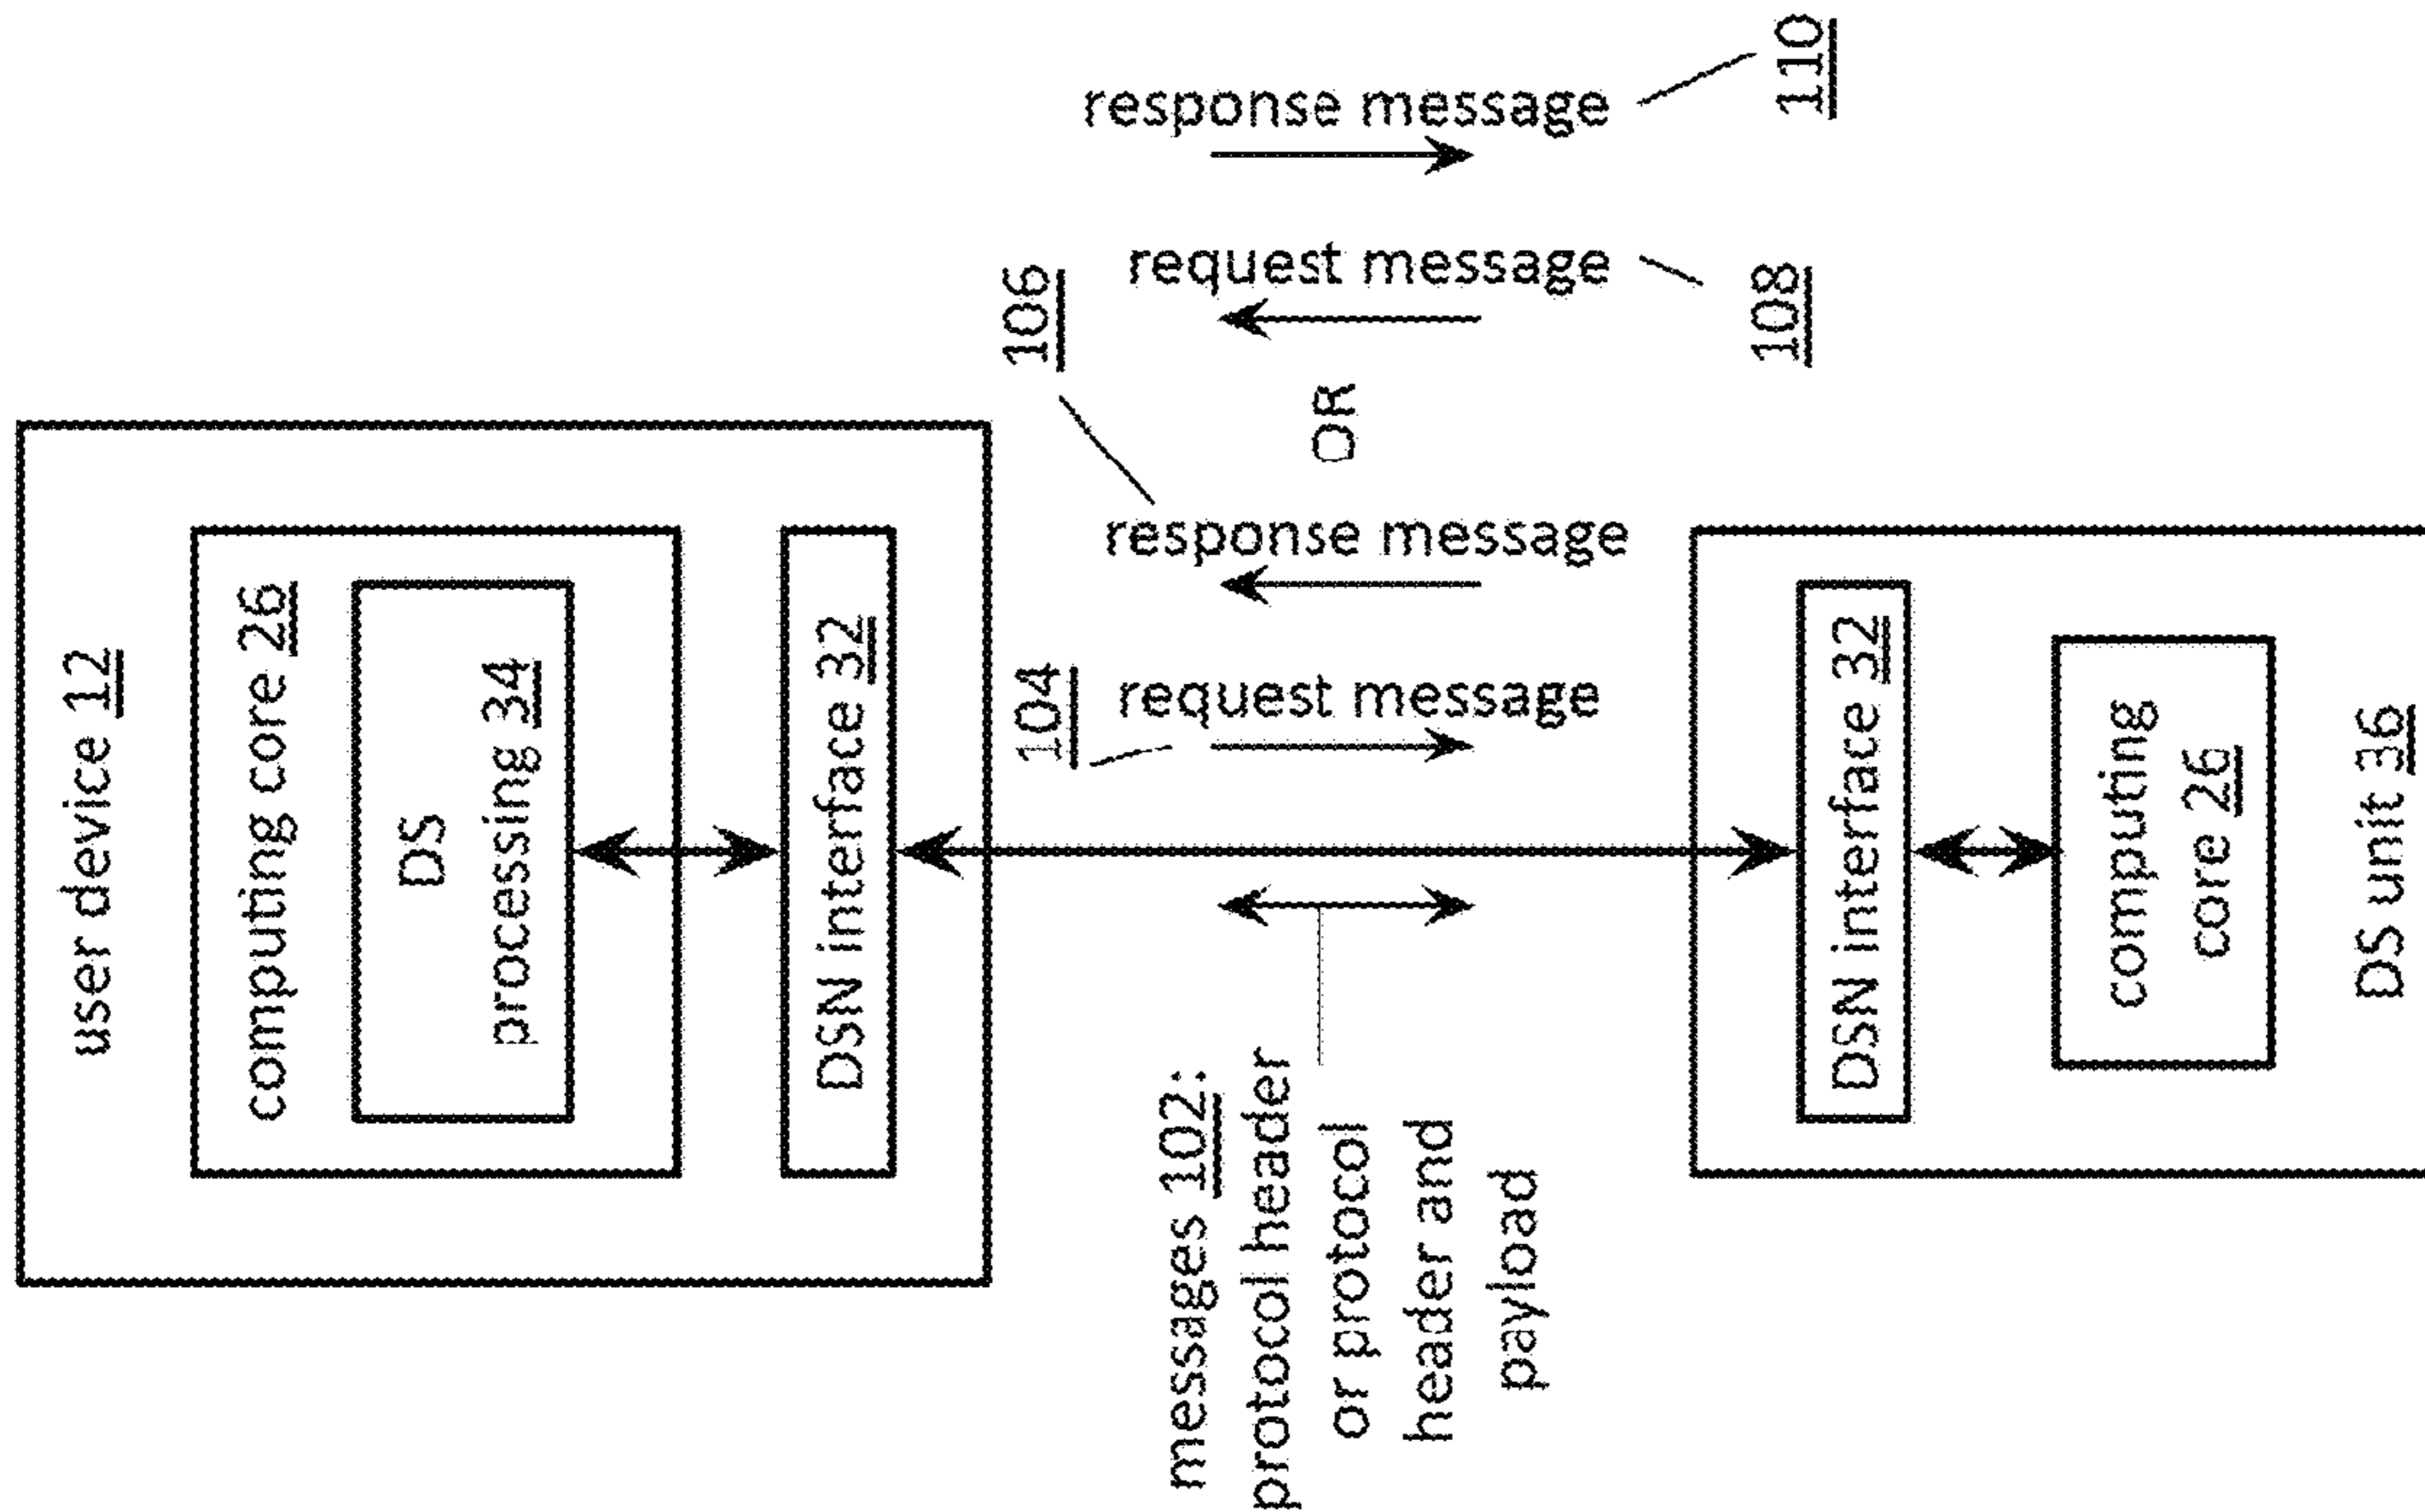 user device 12
computing core 26
DS
processing 34
DSN interface 32
messages 102:
protocol header
or protocol
header and
payload
104
request message
106
response message
OR
request message
108
response message
110
DSN interface 32
computing
core 26
DS unit 36